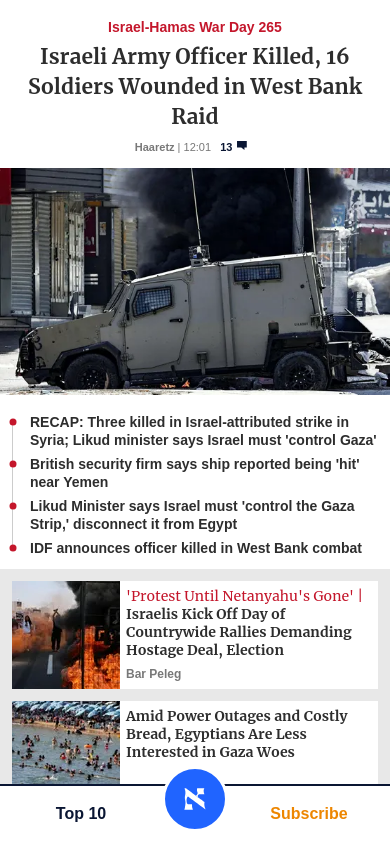 Israel-Hamas War Day 265
Israeli Army Officer Killed, 16
Soldiers Wounded in West Bank
Raid
Haaretz | 12:01 13
RECAP: Three killed in Israel-attributed strike in
Syria; Likud minister says Israel must 'control Gaza'
British security firm says ship reported being 'hit'
near Yemen
Likud Minister says Israel must 'control the Gaza
Strip,' disconnect it from Egypt
IDF announces officer killed in West Bank combat
'Protest Until Netanyahu's Gone' |
Israelis Kick Off Day of
Countrywide Rallies Demanding
Hostage Deal, Election
Bar Peleg
Amid Power Outages and Costly
Bread, Egyptians Are Less
Interested in Gaza Woes
Top 10
א
Subscribe